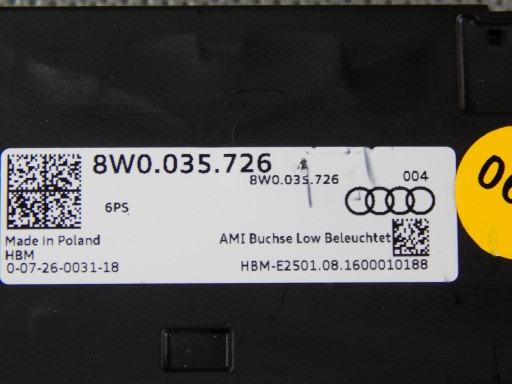 8W0.035.726
8W0.035.726
004
6PS
Made in Poland
AMI Buchse Low Beleuchtet
HBM
0-07-26-0031-18
HBM-E2501.08.1600010188